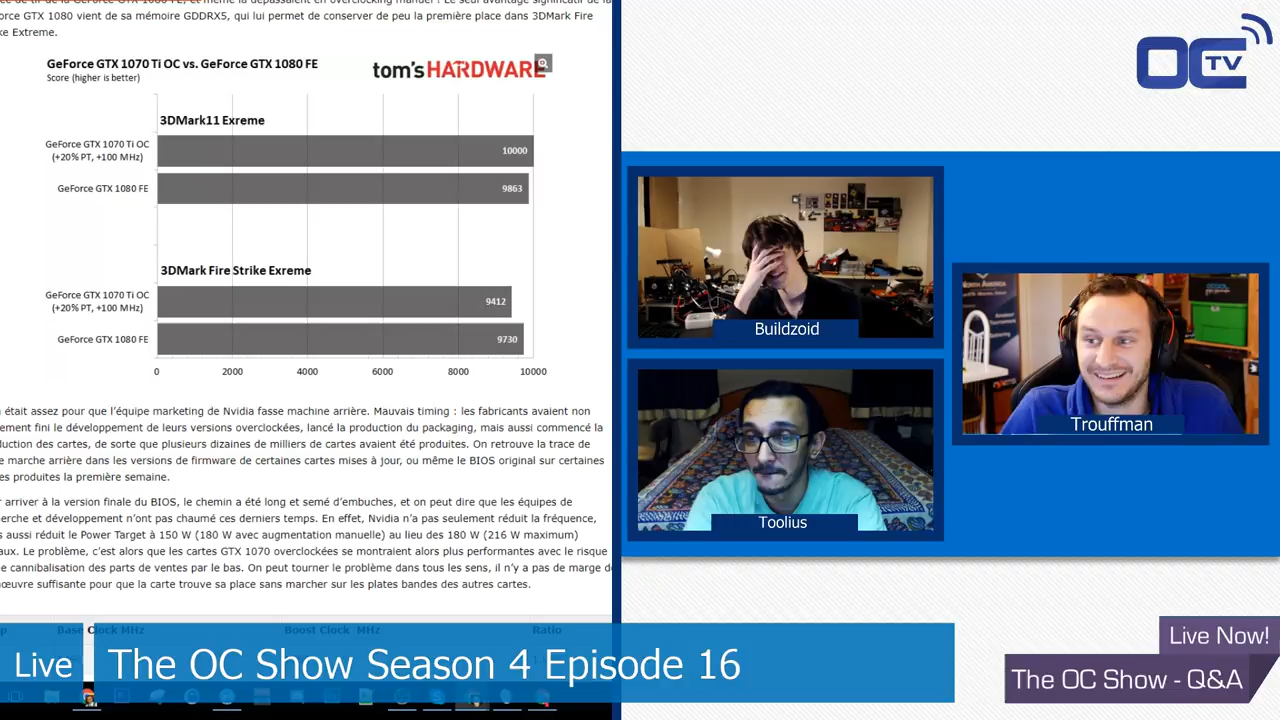 orce GTX 1080 vient de sa mémoire GDDRX5, qui lui permet de conserver de peu la première place dans 3DMark Fire
ke Extreme.
GeForce GTX 1070 Ti OC vs. GeForce GTX 1080 FE
Score (higher is better)
tom's HARDWARE
3DMark11 Exreme
GeForce GTX 1070 Ti OC
(+20% PT, +100 MHz)
10000
GeForce GTX 1080 FE
9863
3DMark Fire Strike Exreme
GeForce GTX 1070 Ti OC
(+20% PT, +100 MHz)
9412
GeForce GTX 1080 FE
9730
0 2000 4000 6000 8000 10000
était assez pour que l'équipe marketing de Nvidia fasse machine arrière. Mauvais timing : les fabricants avaient non
ement fini le développement de leurs versions overclockées, lancé la production du packaging, mais aussi commencé la
duction des cartes, de sorte que plusieurs dizaines de milliers de cartes avaient été produites. On retrouve la trace de
e marche arrière dans les versions de firmware de certaines cartes mises à jour, ou même le BIOS original sur certaines
es produites la première semaine.
r arriver à la version finale du BIOS, le chemin a été long et semé d'embuches, et on peut dire que les équipes de
erche et développement n'ont pas chaumé ces derniers temps. En effet, Nvidia n'a pas seulement réduit la fréquence,
s aussi réduit le Power Target à 150 W (180 W avec augmentation manuelle) au lieu des 180 W (216 W maximum)
aux. Le problème, c'est alors que les cartes GTX 1070 overclockées se montraient alors plus performantes avec le risque
e cannibalisation des parts de ventes par le bas. On peut tourner le problème dans tous les sens, il n'y a pas de marge de
nœuvre suffisante pour que la carte trouve sa place sans marcher sur les plates bandes des autres cartes.
Base Clock MHz Boost Clock MHz Ratio
OC TV
Buildzoid
Trouffman
Toolius
Live The OC Show Season 4 Episode 16
Live Now!
The OC Show - Q&A